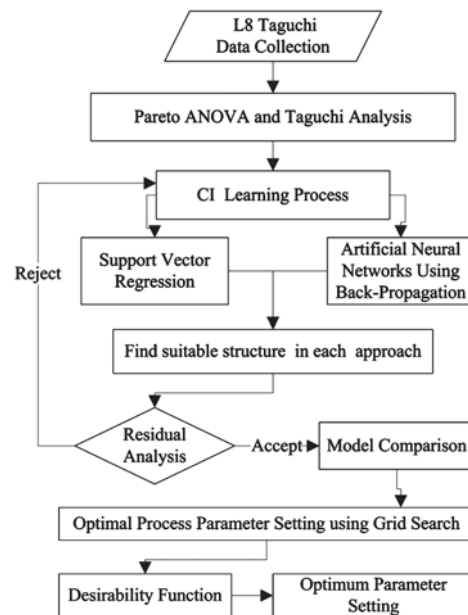 L8 Taguchi
Data Collection
Pareto ANOVA and Taguchi Analysis
CI Learning Process
Support Vector
Regression
Artificial Neural
Networks Using
Back-Propagation
Reject
Find suitable structure in each approach
Residual
Analysis
Accept
Model Comparison
Optimal Process Parameter Setting using Grid Search
Desirability Function
Optimum Parameter
Setting